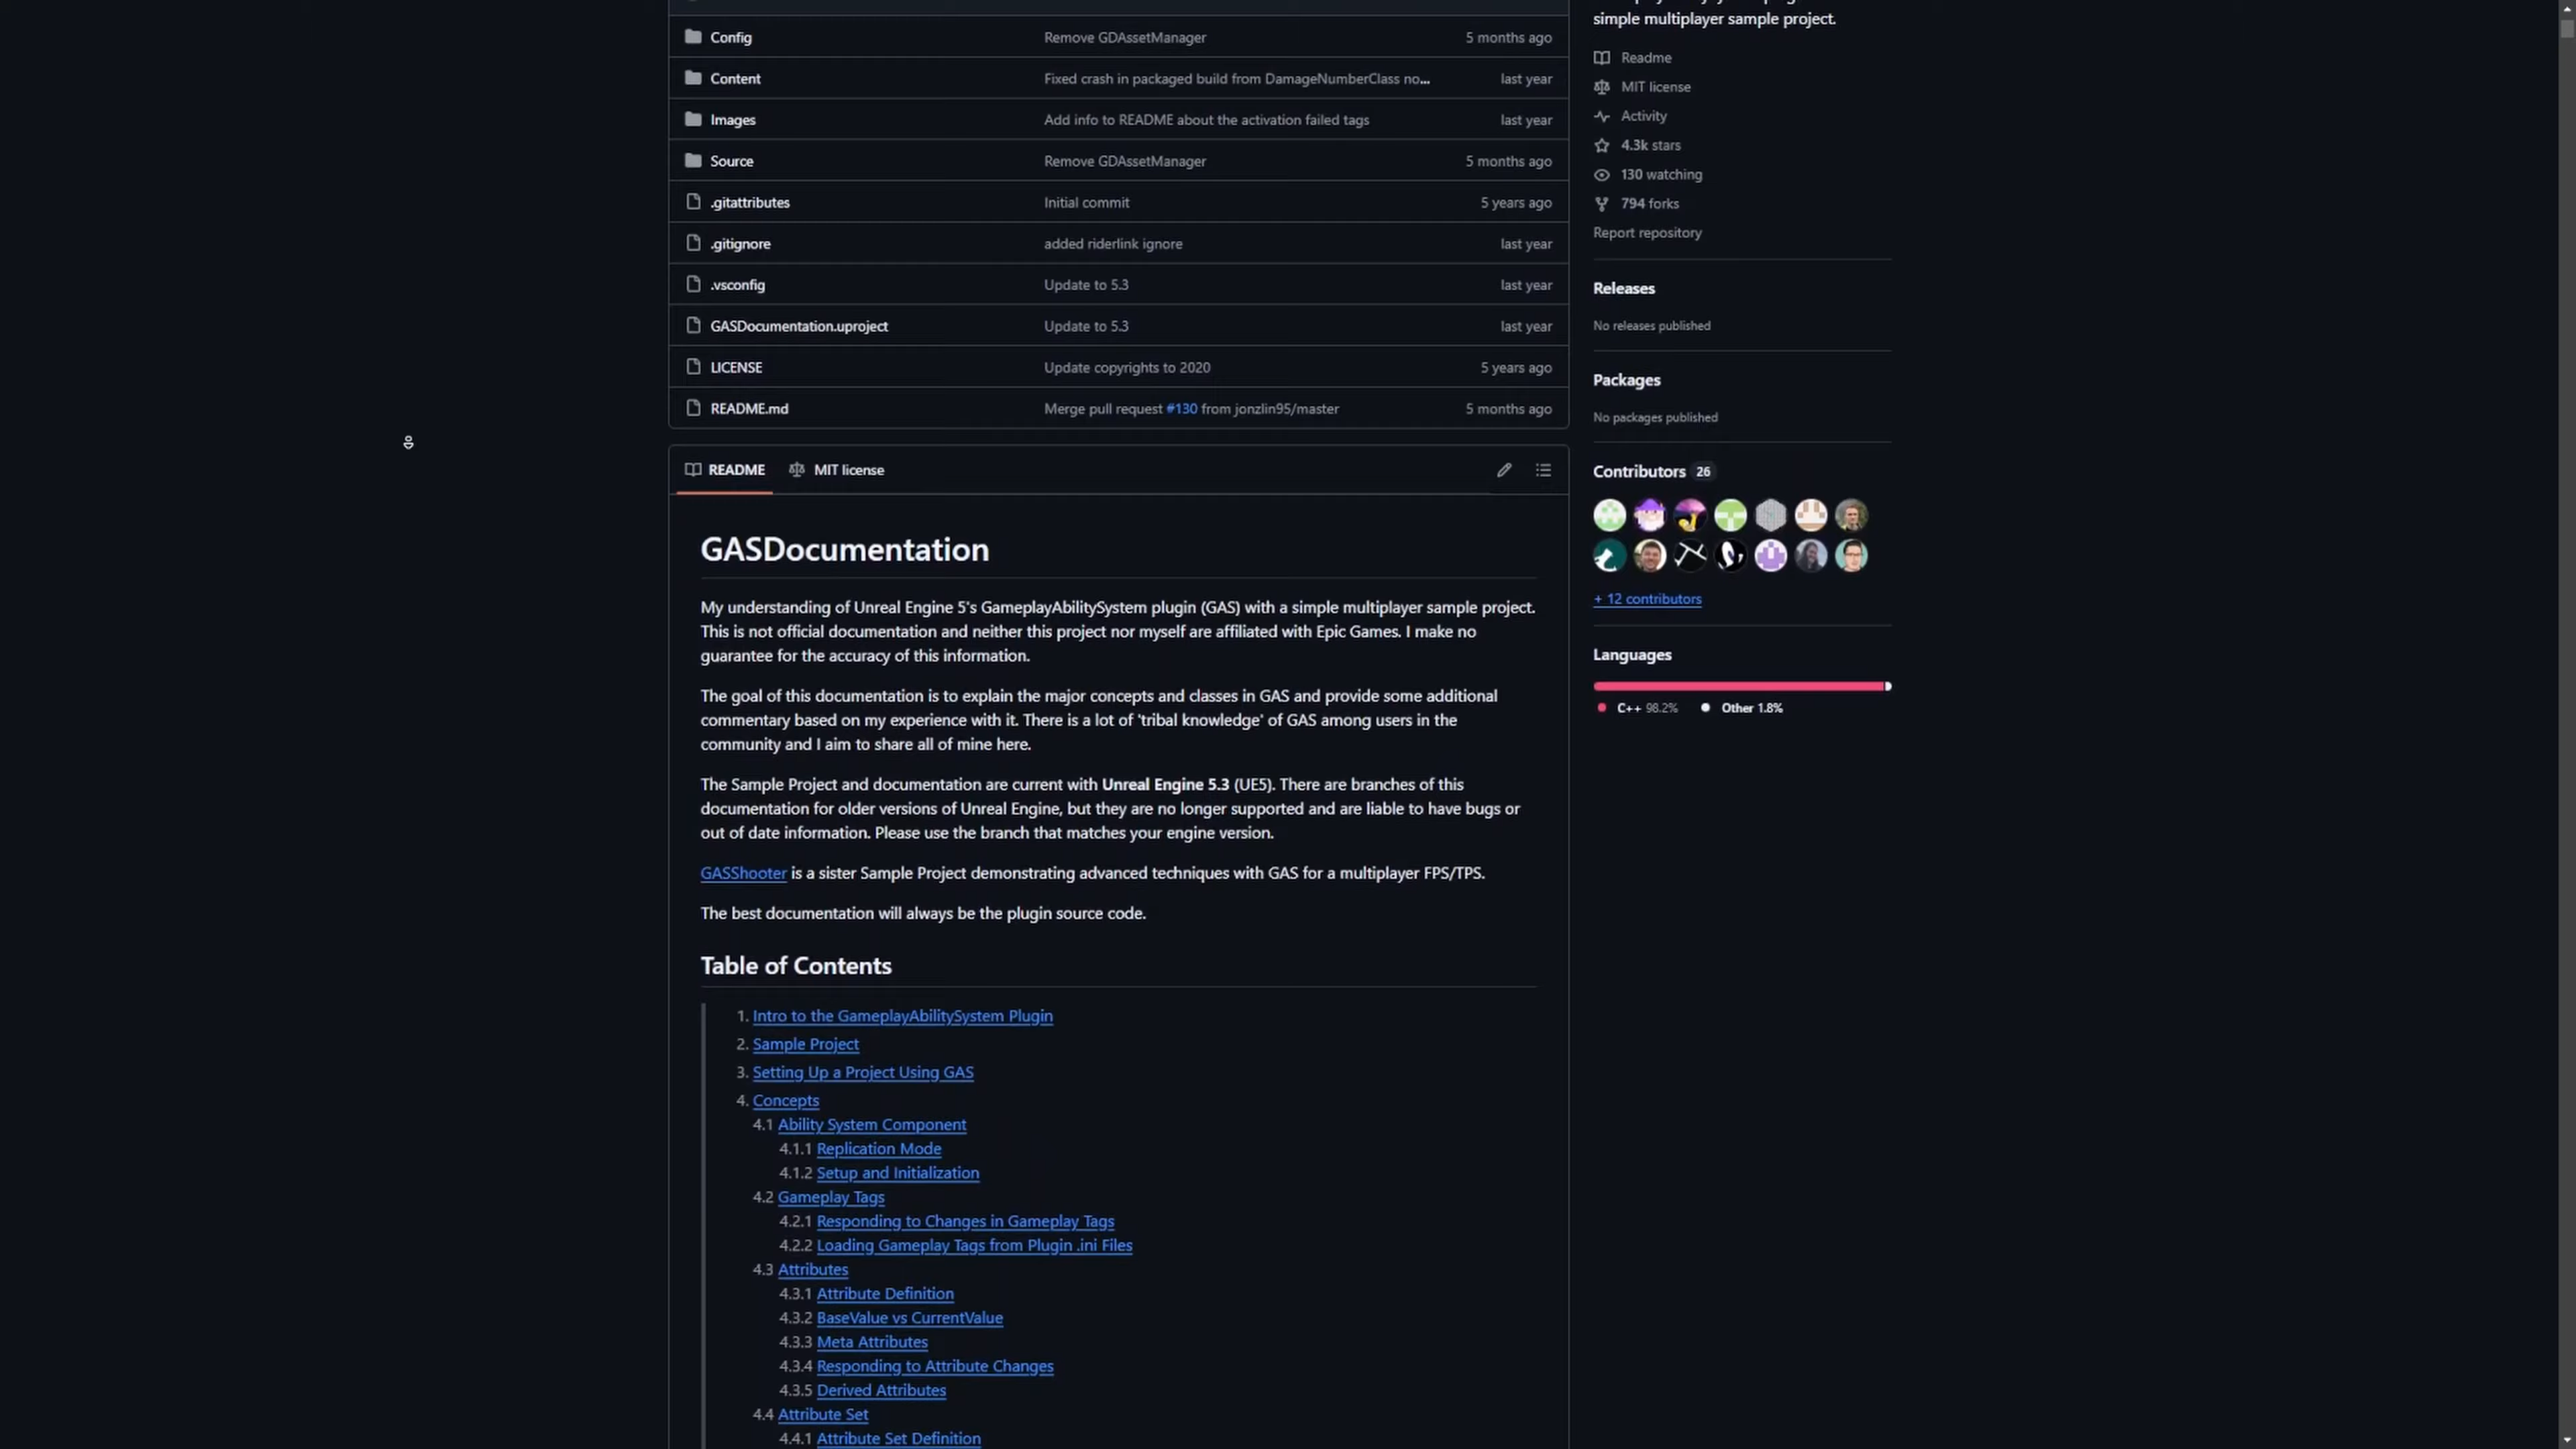 simple multiplayer sample project.
Config Remove GDAssetManager 5 months ago
Content Fixed crash in packaged build from DamageNumberClass no... last year
Images Add info to README about the activation failed tags last year
Source Remove GDAssetManager 5 months ago
.gitattributes Initial commit 5 years ago
.gitignore added riderlink ignore last year
.vsconfig Update to 5.3 last year
GASDocumentation.uproject Update to 5.3 last year
LICENSE Update copyrights to 2020 5 years ago
README.md Merge pull request #130 from jonzlin95/master 5 months ago
README MIT license
GASDocumentation
My understanding of Unreal Engine 5's GameplayAbilitySystem plugin (GAS) with a simple multiplayer sample project.
This is not official documentation and neither this project nor myself are affiliated with Epic Games. I make no
guarantee for the accuracy of this information.
The goal of this documentation is to explain the major concepts and classes in GAS and provide some additional
commentary based on my experience with it. There is a lot of 'tribal knowledge' of GAS among users in the
community and I aim to share all of mine here.
The Sample Project and documentation are current with Unreal Engine 5.3 (UE5). There are branches of this
documentation for older versions of Unreal Engine, but they are no longer supported and are liable to have bugs or
out of date information. Please use the branch that matches your engine version.
GASShooter is a sister Sample Project demonstrating advanced techniques with GAS for a multiplayer FPS/TPS.
The best documentation will always be the plugin source code.
Table of Contents
1. Intro to the GameplayAbilitySystem Plugin
2. Sample Project
3. Setting Up a Project Using GAS
4. Concepts
4.1 Ability System Component
4.1.1 Replication Mode
4.1.2 Setup and Initialization
4.2 Gameplay Tags
4.2.1 Responding to Changes in Gameplay Tags
4.2.2 Loading Gameplay Tags from Plugin .ini Files
4.3 Attributes
4.3.1 Attribute Definition
4.3.2 BaseValue vs CurrentValue
4.3.3 Meta Attributes
4.3.4 Responding to Attribute Changes
4.3.5 Derived Attributes
4.4 Attribute Set
4.4.1 Attribute Set Definition
Readme
MIT license
Activity
4.3k stars
130 watching
794 forks
Report repository
Releases
No releases published
Packages
No packages published
Contributors 26
+ 12 contributors
Languages
C++ 98.2% Other 1.8%